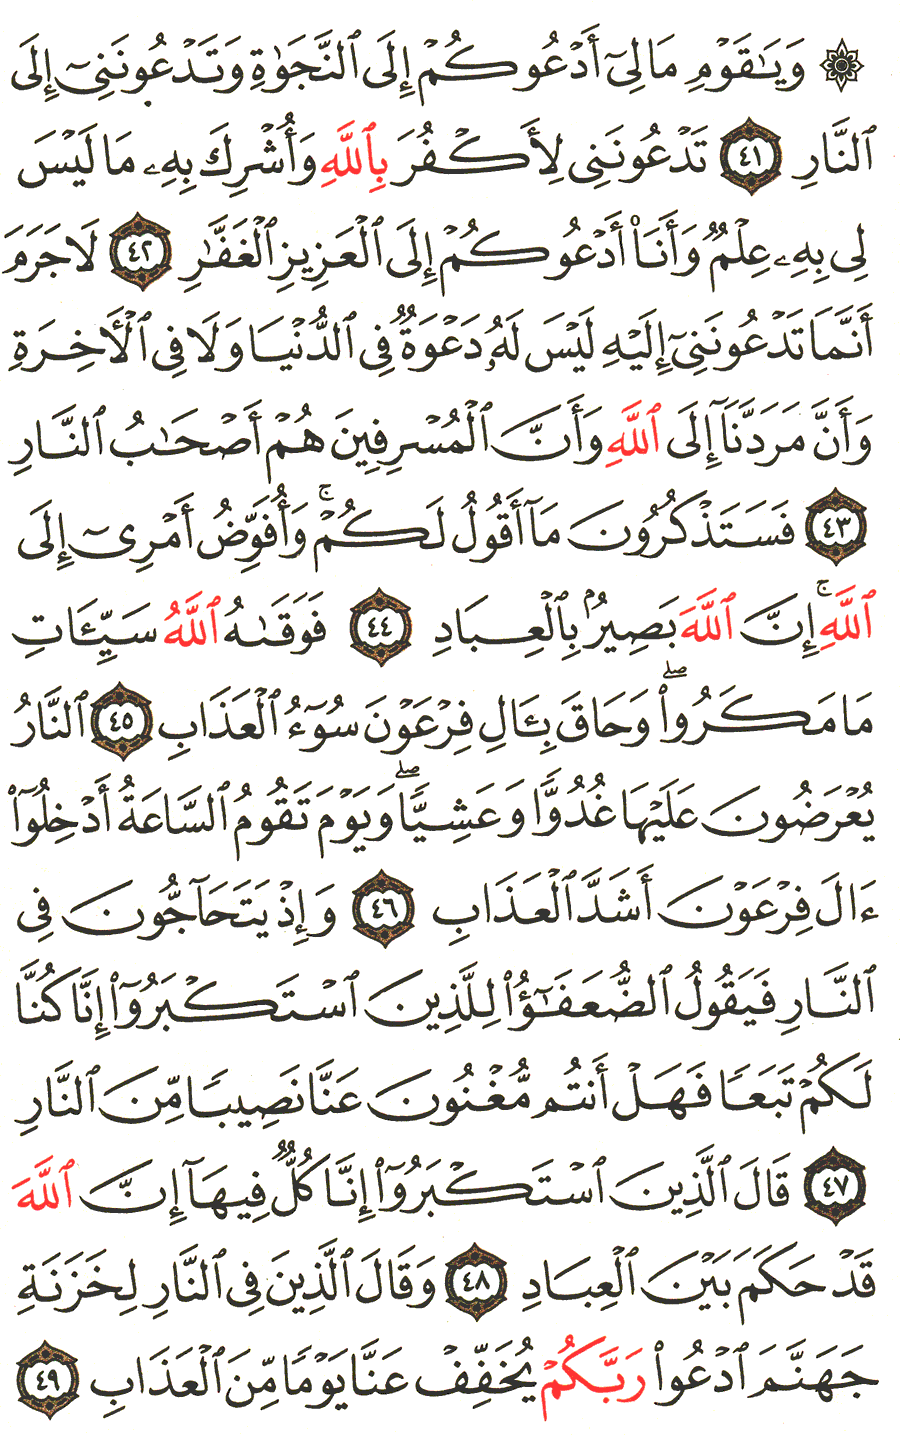 ۞ وَيَـٰقَوْمِ مَا لِىٓ أَدْعُوكُمْ إِلَى ٱلنَّجَوٰةِ وَتَدْعُونَنِىٓ إِلَى
ٱلنَّارِ ٤١ تَدْعُونَنِى لِأَكْفُرَ بِٱللَّهِ وَأُشْرِكَ بِهِۦ مَا لَيْسَ
لِى بِهِۦ عِلْمٌ وَأَنَا۠ أَدْعُوكُمْ إِلَى ٱلْعَزِيزِ ٱلْغَفَّـٰرِ ٤٢ لَا جَرَمَ
أَنَّمَا تَدْعُونَنِىٓ إِلَيْهِ لَيْسَ لَهُۥ دَعْوَةٌ فِى ٱلدُّنْيَا وَلَا فِى ٱلْـَٔاخِرَةِ
وَأَنَّ مَرَدَّنَآ إِلَى ٱللَّهِ وَأَنَّ ٱلْمُسْرِفِينَ هُمْ أَصْحَـٰبُ ٱلنَّارِ
٤٣ فَسَتَذْكُرُونَ مَآ أَقُولُ لَكُمْ ۚ وَأُفَوِّضُ أَمْرِىٓ إِلَى
ٱللَّهِ ۚ إِنَّ ٱللَّهَ بَصِيرٌۢ بِٱلْعِبَادِ ٤٤ فَوَقَىٰهُ ٱللَّهُ سَيِّـَٔاتِ
مَا مَكَرُوا۟ ۖ وَحَاقَ بِـَٔالِ فِرْعَوْنَ سُوٓءُ ٱلْعَذَابِ ٤٥ ٱلنَّارُ
يُعْرَضُونَ عَلَيْهَا غُدُوًّا وَعَشِيًّا ۖ وَيَوْمَ تَقُومُ ٱلسَّاعَةُ أَدْخِلُوٓا۟
ءَالَ فِرْعَوْنَ أَشَدَّ ٱلْعَذَابِ ٤٦ وَإِذْ يَتَحَآجُّونَ فِى
ٱلنَّارِ فَيَقُولُ ٱلضُّعَفَـٰٓؤُا۟ لِلَّذِينَ ٱسْتَكْبَرُوٓا۟ إِنَّا كُنَّا
لَكُمْ تَبَعًا فَهَلْ أَنتُم مُّغْنُونَ عَنَّا نَصِيبًا مِّنَ ٱلنَّارِ
٤٧ قَالَ ٱلَّذِينَ ٱسْتَكْبَرُوٓا۟ إِنَّا كُلٌّ فِيهَآ إِنَّ ٱللَّهَ
قَدْ حَكَمَ بَيْنَ ٱلْعِبَادِ ٤٨ وَقَالَ ٱلَّذِينَ فِى ٱلنَّارِ لِخَزَنَةِ
جَهَنَّمَ ٱدْعُوا۟ رَبَّكُمْ يُخَفِّفْ عَنَّا يَوْمًا مِّنَ ٱلْعَذَابِ ٤٩